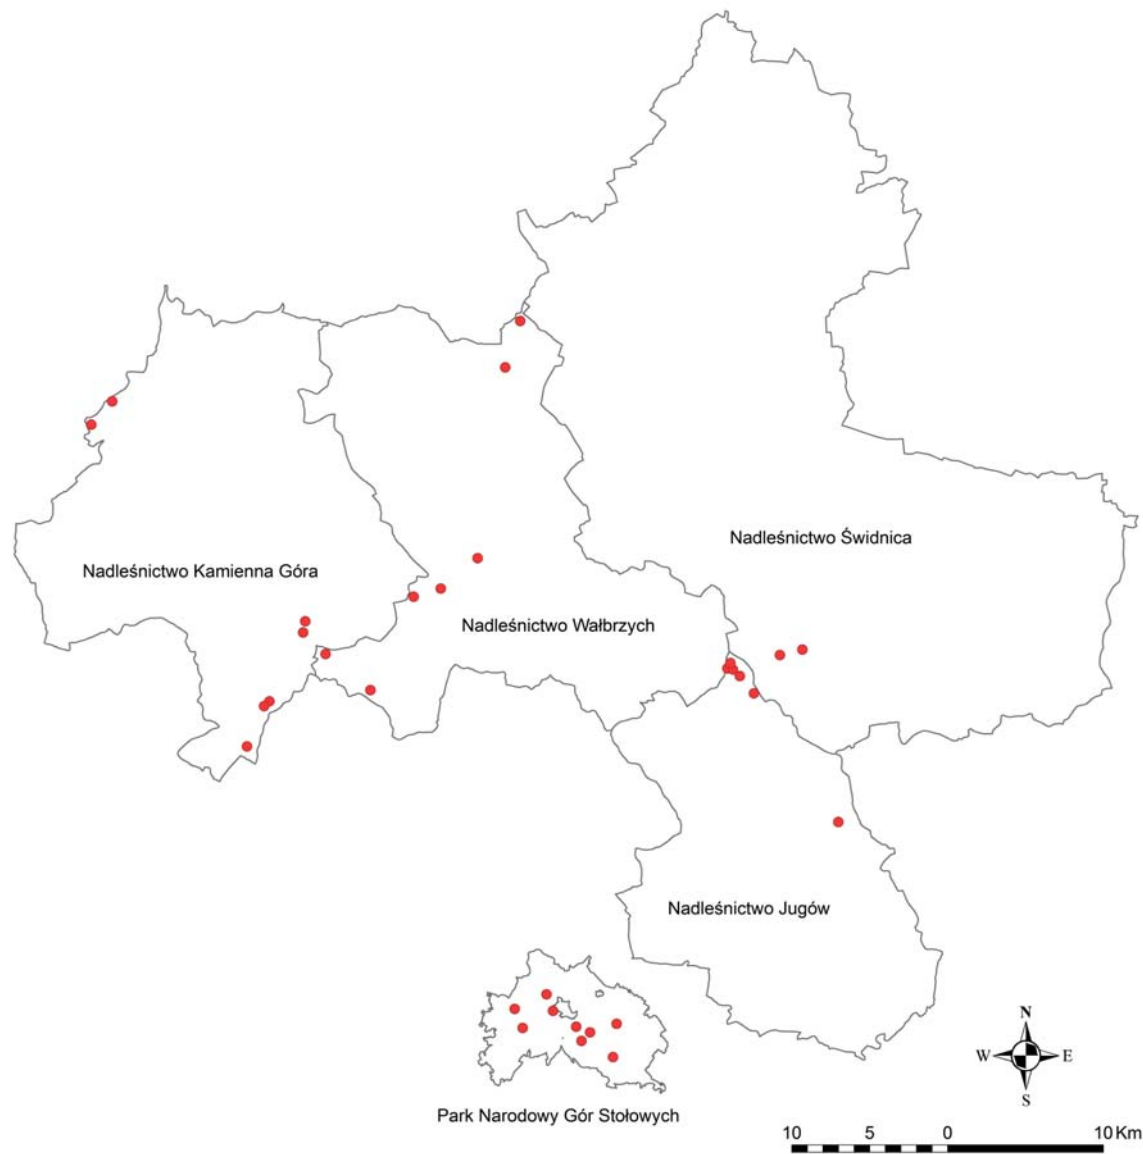 Nadleśnictwo Świdnica
Nadleśnictwo Kamienna Góra
Nadleśnictwo Wałbrzych
Nadleśnictwo Jugów
N
W E
S
Park Narodowy Gór Stołowych
10 5 0 10 Km